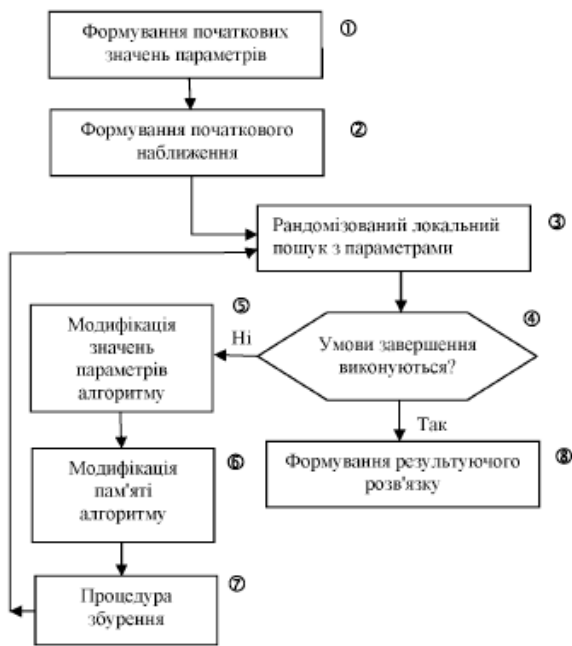 Формування початкових
значень параметрів
①
Формування початкового
наближення
②
Рандомізований локальний
пошук з параметрами
③
Умови завершення
виконуються?
④
Ні
Модифікація
значень
параметрів
алгоритму
⑤
Модифікація
пам'яті
алгоритму
⑥
Процедура
збурення
⑦
Так
Формування результуючого
розв'язку
⑧